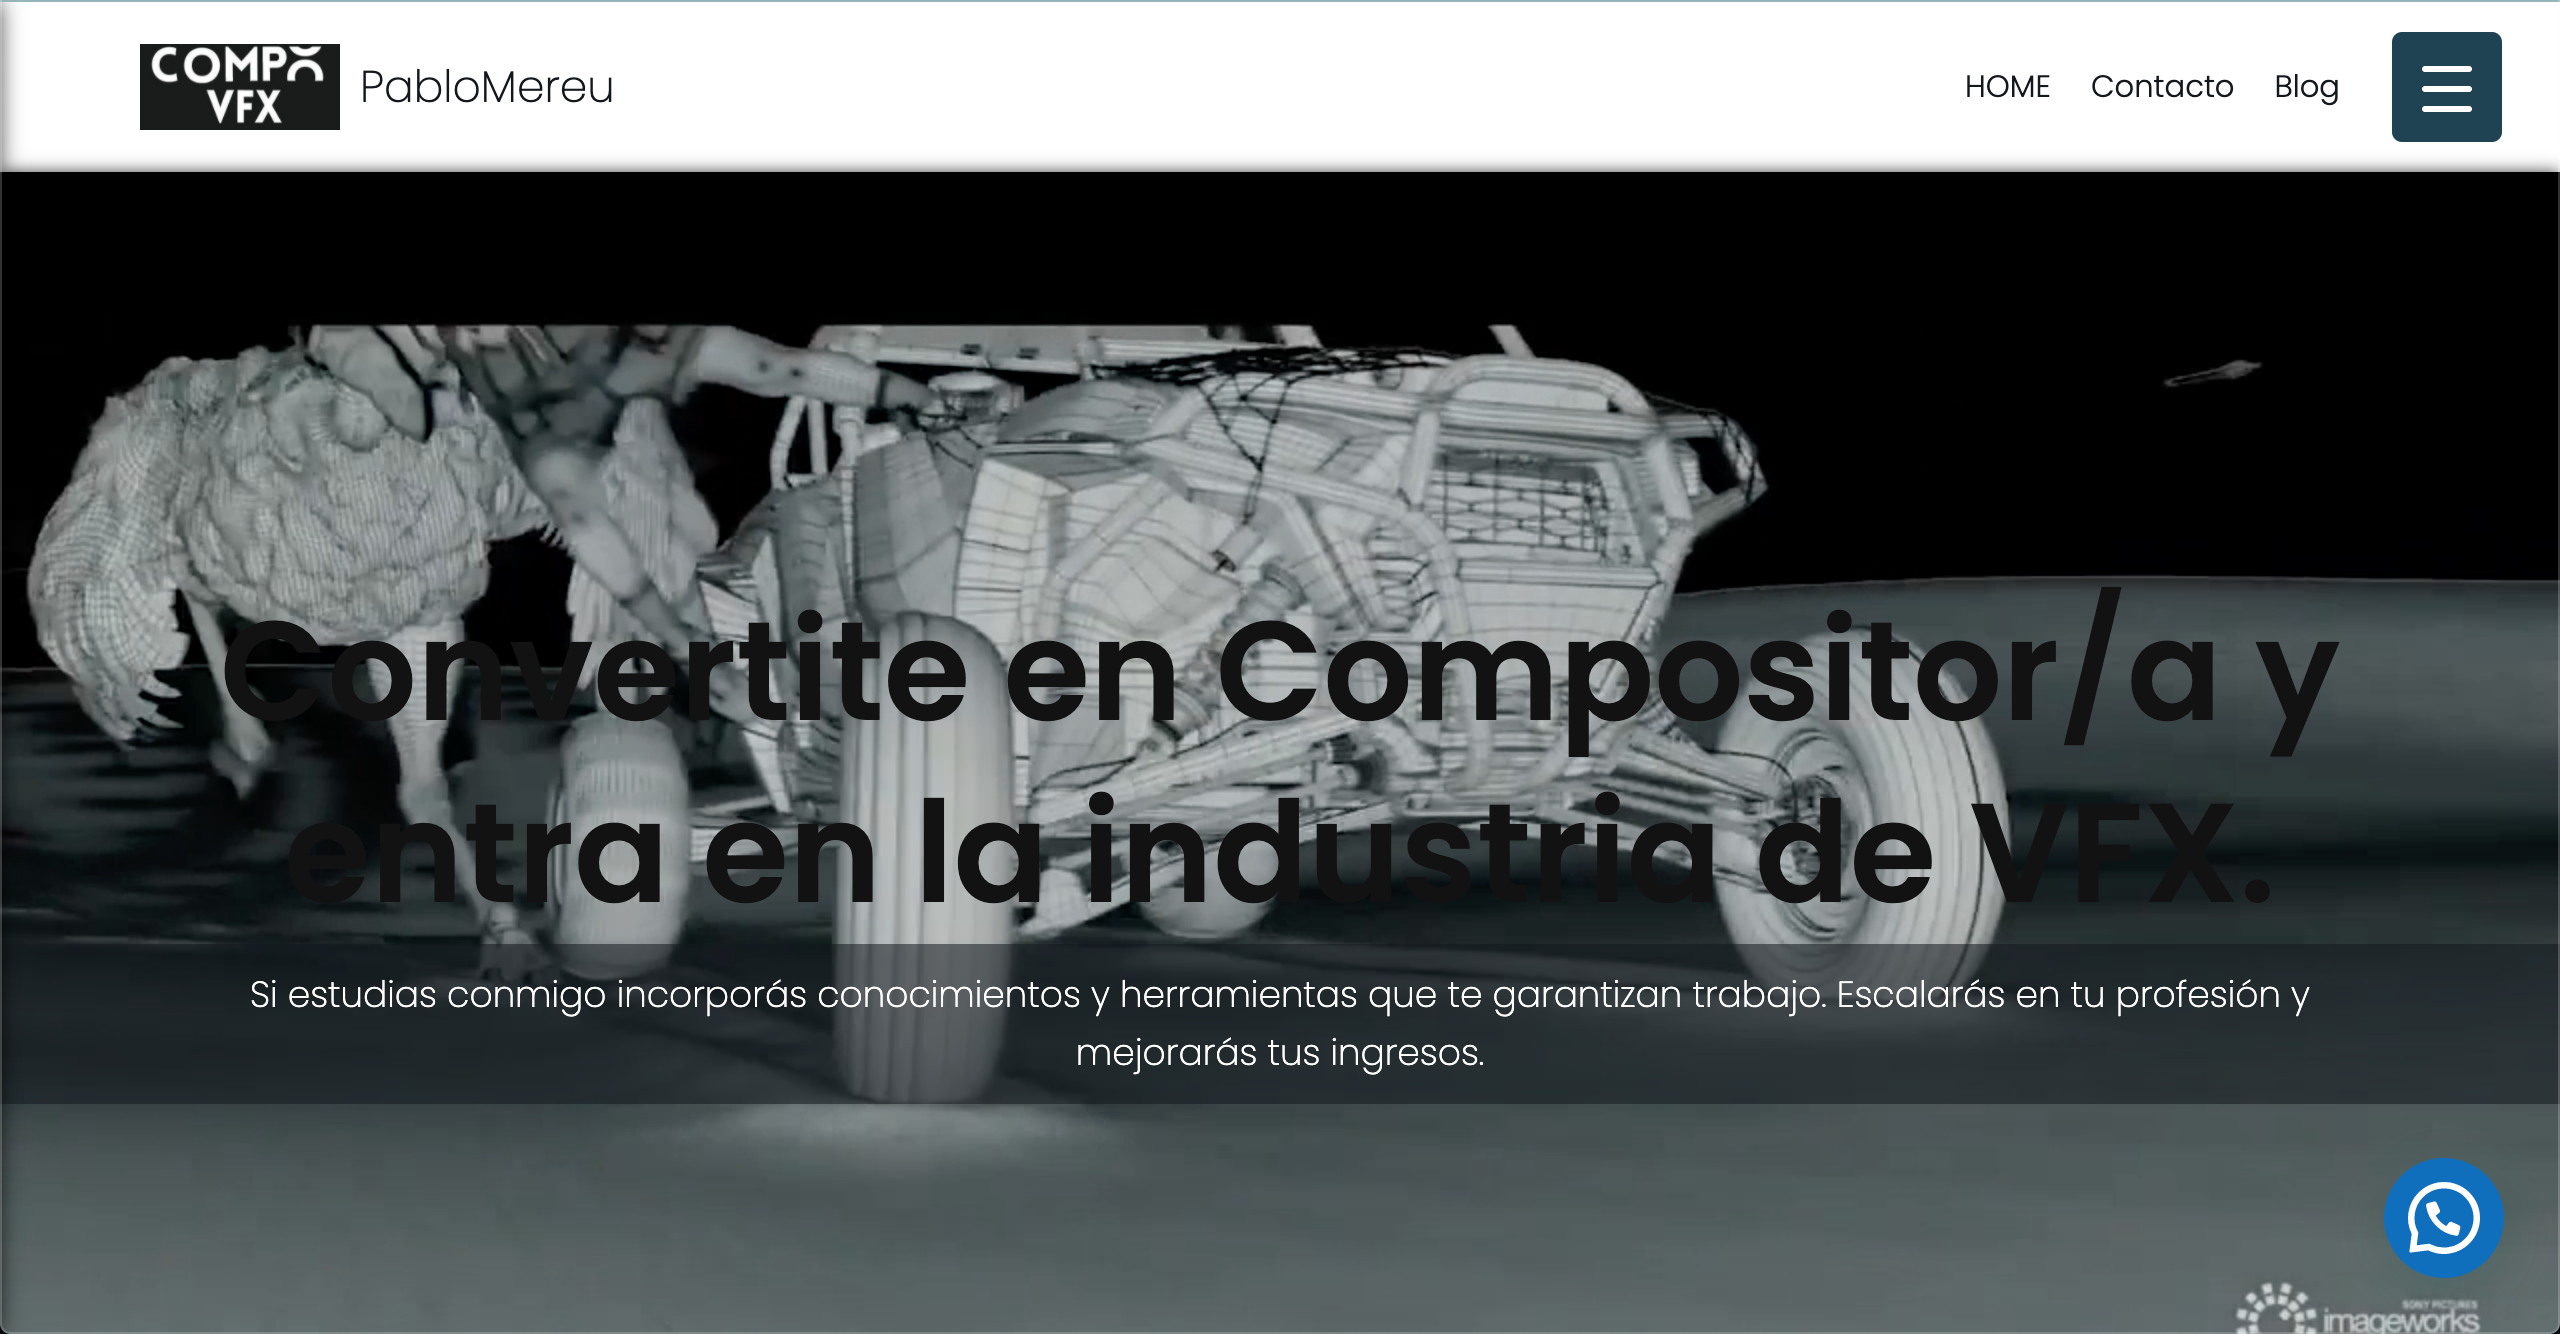 COMPO
VFX
PabloMereu
HOME Contacto Blog
Convertite en Compositor/a y
entra en la industria de VFX.
Si estudias conmigo incorporás conocimientos y herramientas que te garantizan trabajo. Escalarás en tu profesión y
mejorarás tus ingresos.
SONY PICTURES
imageworks